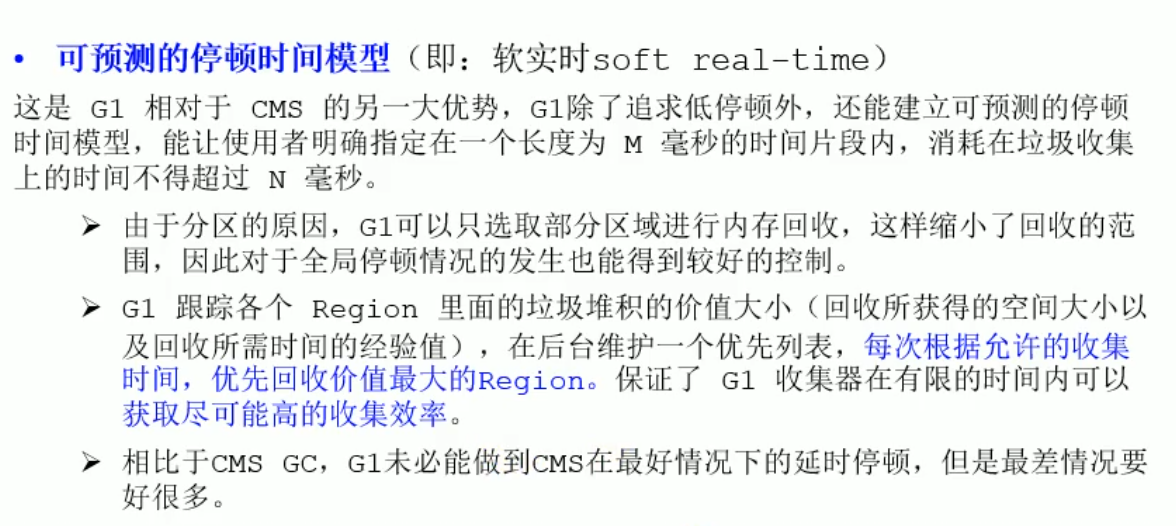 • 可预测的停顿时间模型（即：软实时soft real-time）
这是 G1 相对于 CMS 的另一大优势，G1除了追求低停顿外，还能建立可预测的停顿
时间模型，能让使用者明确指定在一个长度为 M 毫秒的时间片段内，消耗在垃圾收集
上的时间不得超过 N 毫秒。
➢ 由于分区的原因，G1可以只选取部分区域进行内存回收，这样缩小了回收的范
围，因此对于全局停顿情况的发生也能得到较好的控制。
➢ G1 跟踪各个 Region 里面的垃圾堆积的价值大小（回收所获得的空间大小以
及回收所需时间的经验值），在后台维护一个优先列表，每次根据允许的收集
时间，优先回收价值最大的Region。保证了 G1 收集器在有限的时间内可以
获取尽可能高的收集效率。
➢ 相比于CMS GC，G1未必能做到CMS在最好情况下的延时停顿，但是最差情况要
好很多。